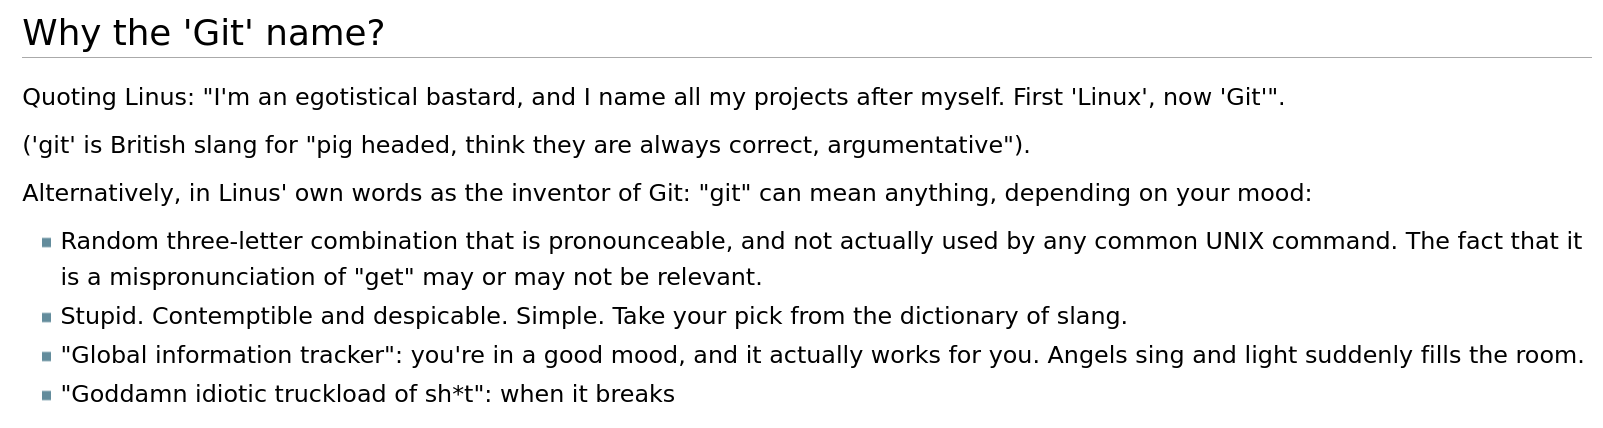 Why the 'Git' name?
Quoting Linus: "I'm an egotistical bastard, and I name all my projects after myself. First 'Linux', now 'Git'".
('git' is British slang for "pig headed, think they are always correct, argumentative").
Alternatively, in Linus' own words as the inventor of Git: "git" can mean anything, depending on your mood:
Random three-letter combination that is pronounceable, and not actually used by any common UNIX command. The fact that it
is a mispronunciation of "get" may or may not be relevant.
Stupid. Contemptible and despicable. Simple. Take your pick from the dictionary of slang.
"Global information tracker": you're in a good mood, and it actually works for you. Angels sing and light suddenly fills the room.
"Goddamn idiotic truckload of sh*t": when it breaks